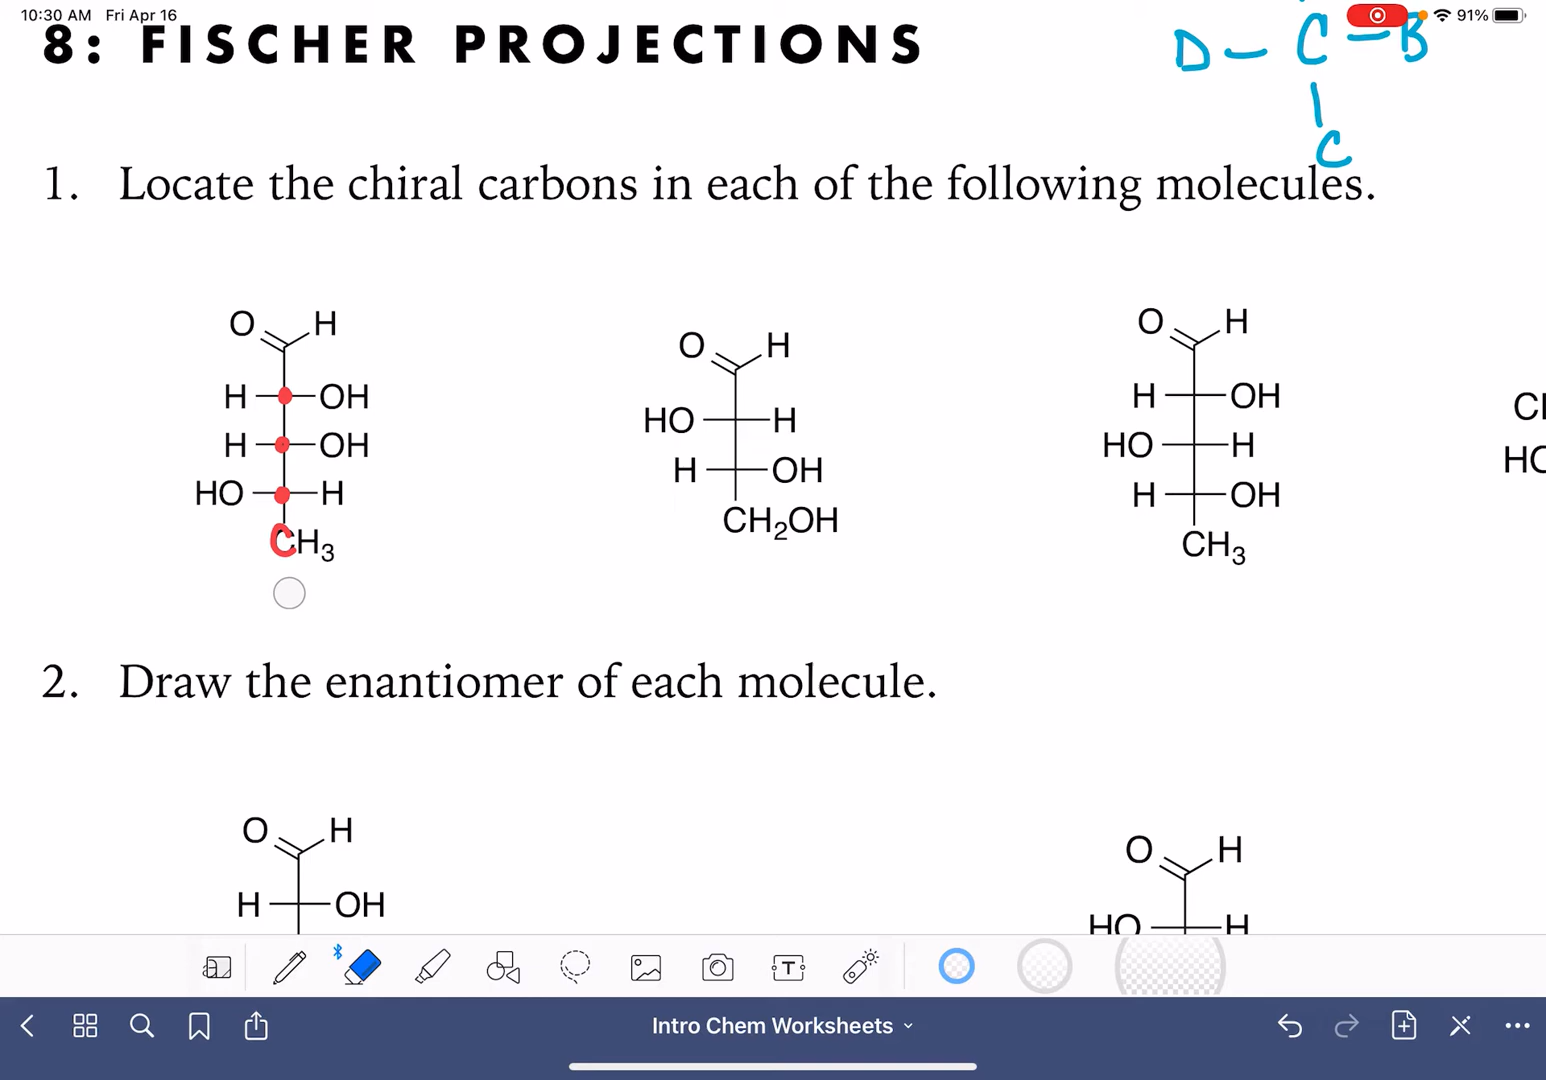 10:30 AM Fri Apr 16
91%
8: FISCHER PROJECTIONS
D – C = B
C
1. Locate the chiral carbons in each of the following molecules.
O H
H OH
H OH
HO H
CH₃
O H
HO H
H OH
CH₂OH
O H
H OH
HO H
H OH
CH₃
HO
2. Draw the enantiomer of each molecule.
O H
H OH
O H
HO H
a
T
Intro Chem Worksheets